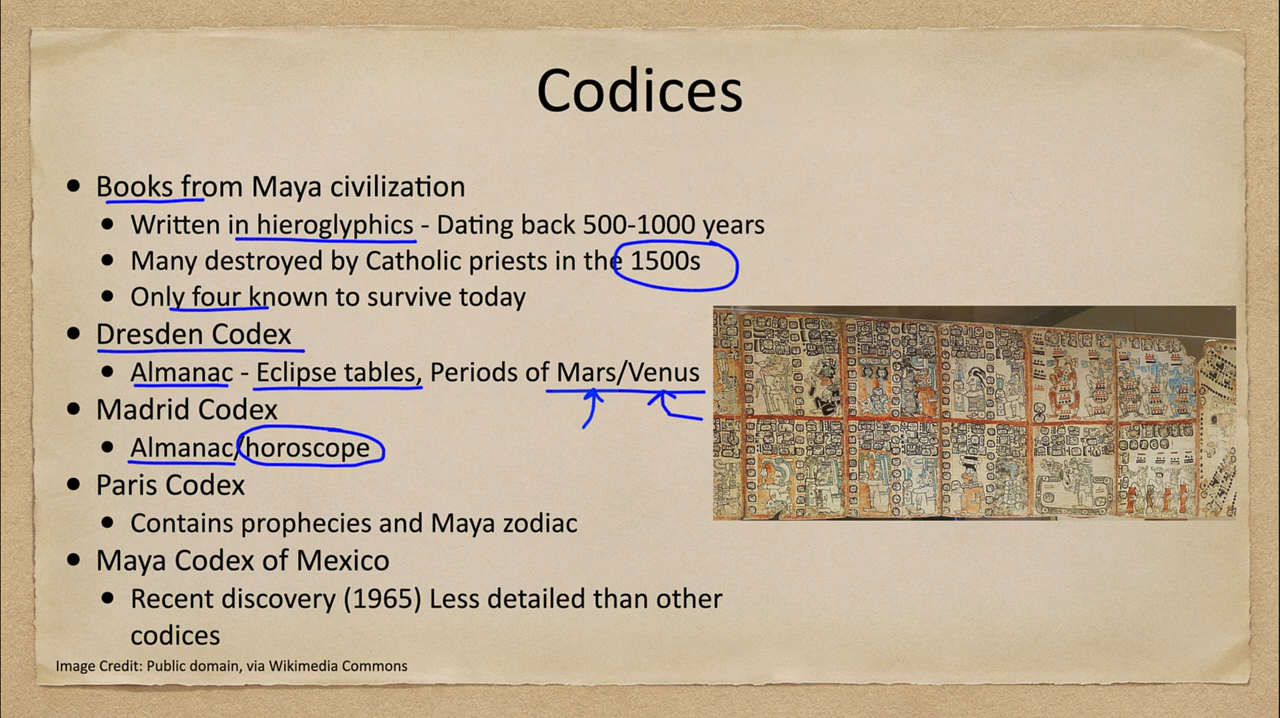 Codices
• Books from Maya civilization
• Written in hieroglyphics - Dating back 500-1000 years
• Many destroyed by Catholic priests in the 1500s
• Only four known to survive today
• Dresden Codex
• Almanac - Eclipse tables, Periods of Mars/Venus
• Madrid Codex
• Almanac/horoscope
• Paris Codex
• Contains prophecies and Maya zodiac
• Maya Codex of Mexico
• Recent discovery (1965) Less detailed than other
codices
Image Credit: Public domain, via Wikimedia Commons